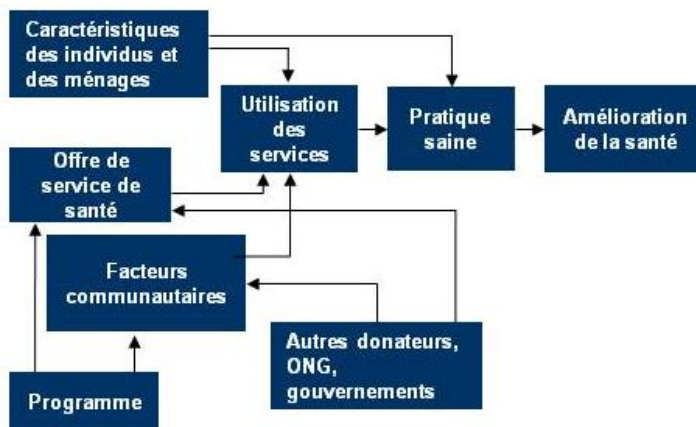 Caractéristiques
des individus et
des ménages
Utilisation
des
services
Pratique
saine
Amélioration
de la santé
Offre de
service de
santé
Facteurs
communautaires
Autres donateurs,
ONG,
gouvernements
Programme